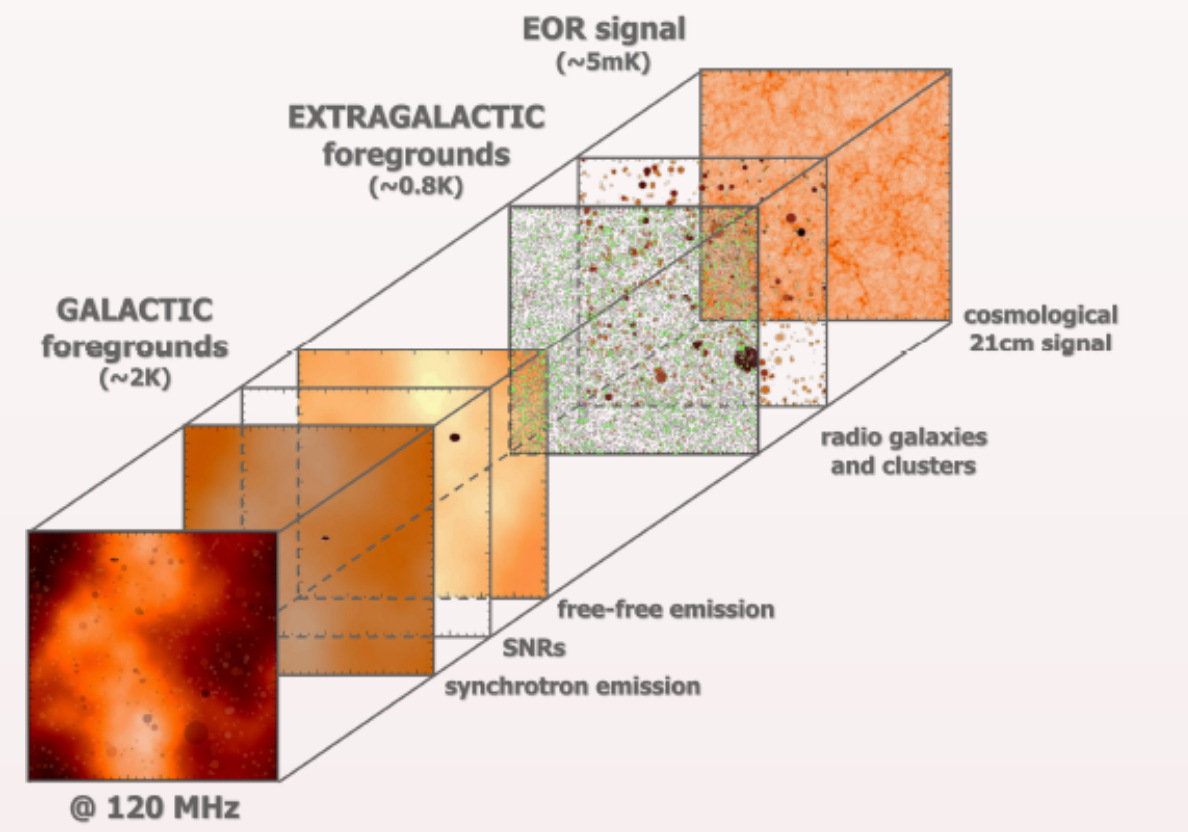 EOR signal
(~5mK)
EXTRAGALACTIC
foregrounds
(~0.8K)
GALACTIC
foregrounds
(~2K)
cosmological
21cm signal
radio galaxies
and clusters
free-free emission
SNRs
synchrotron emission
@ 120 MHz